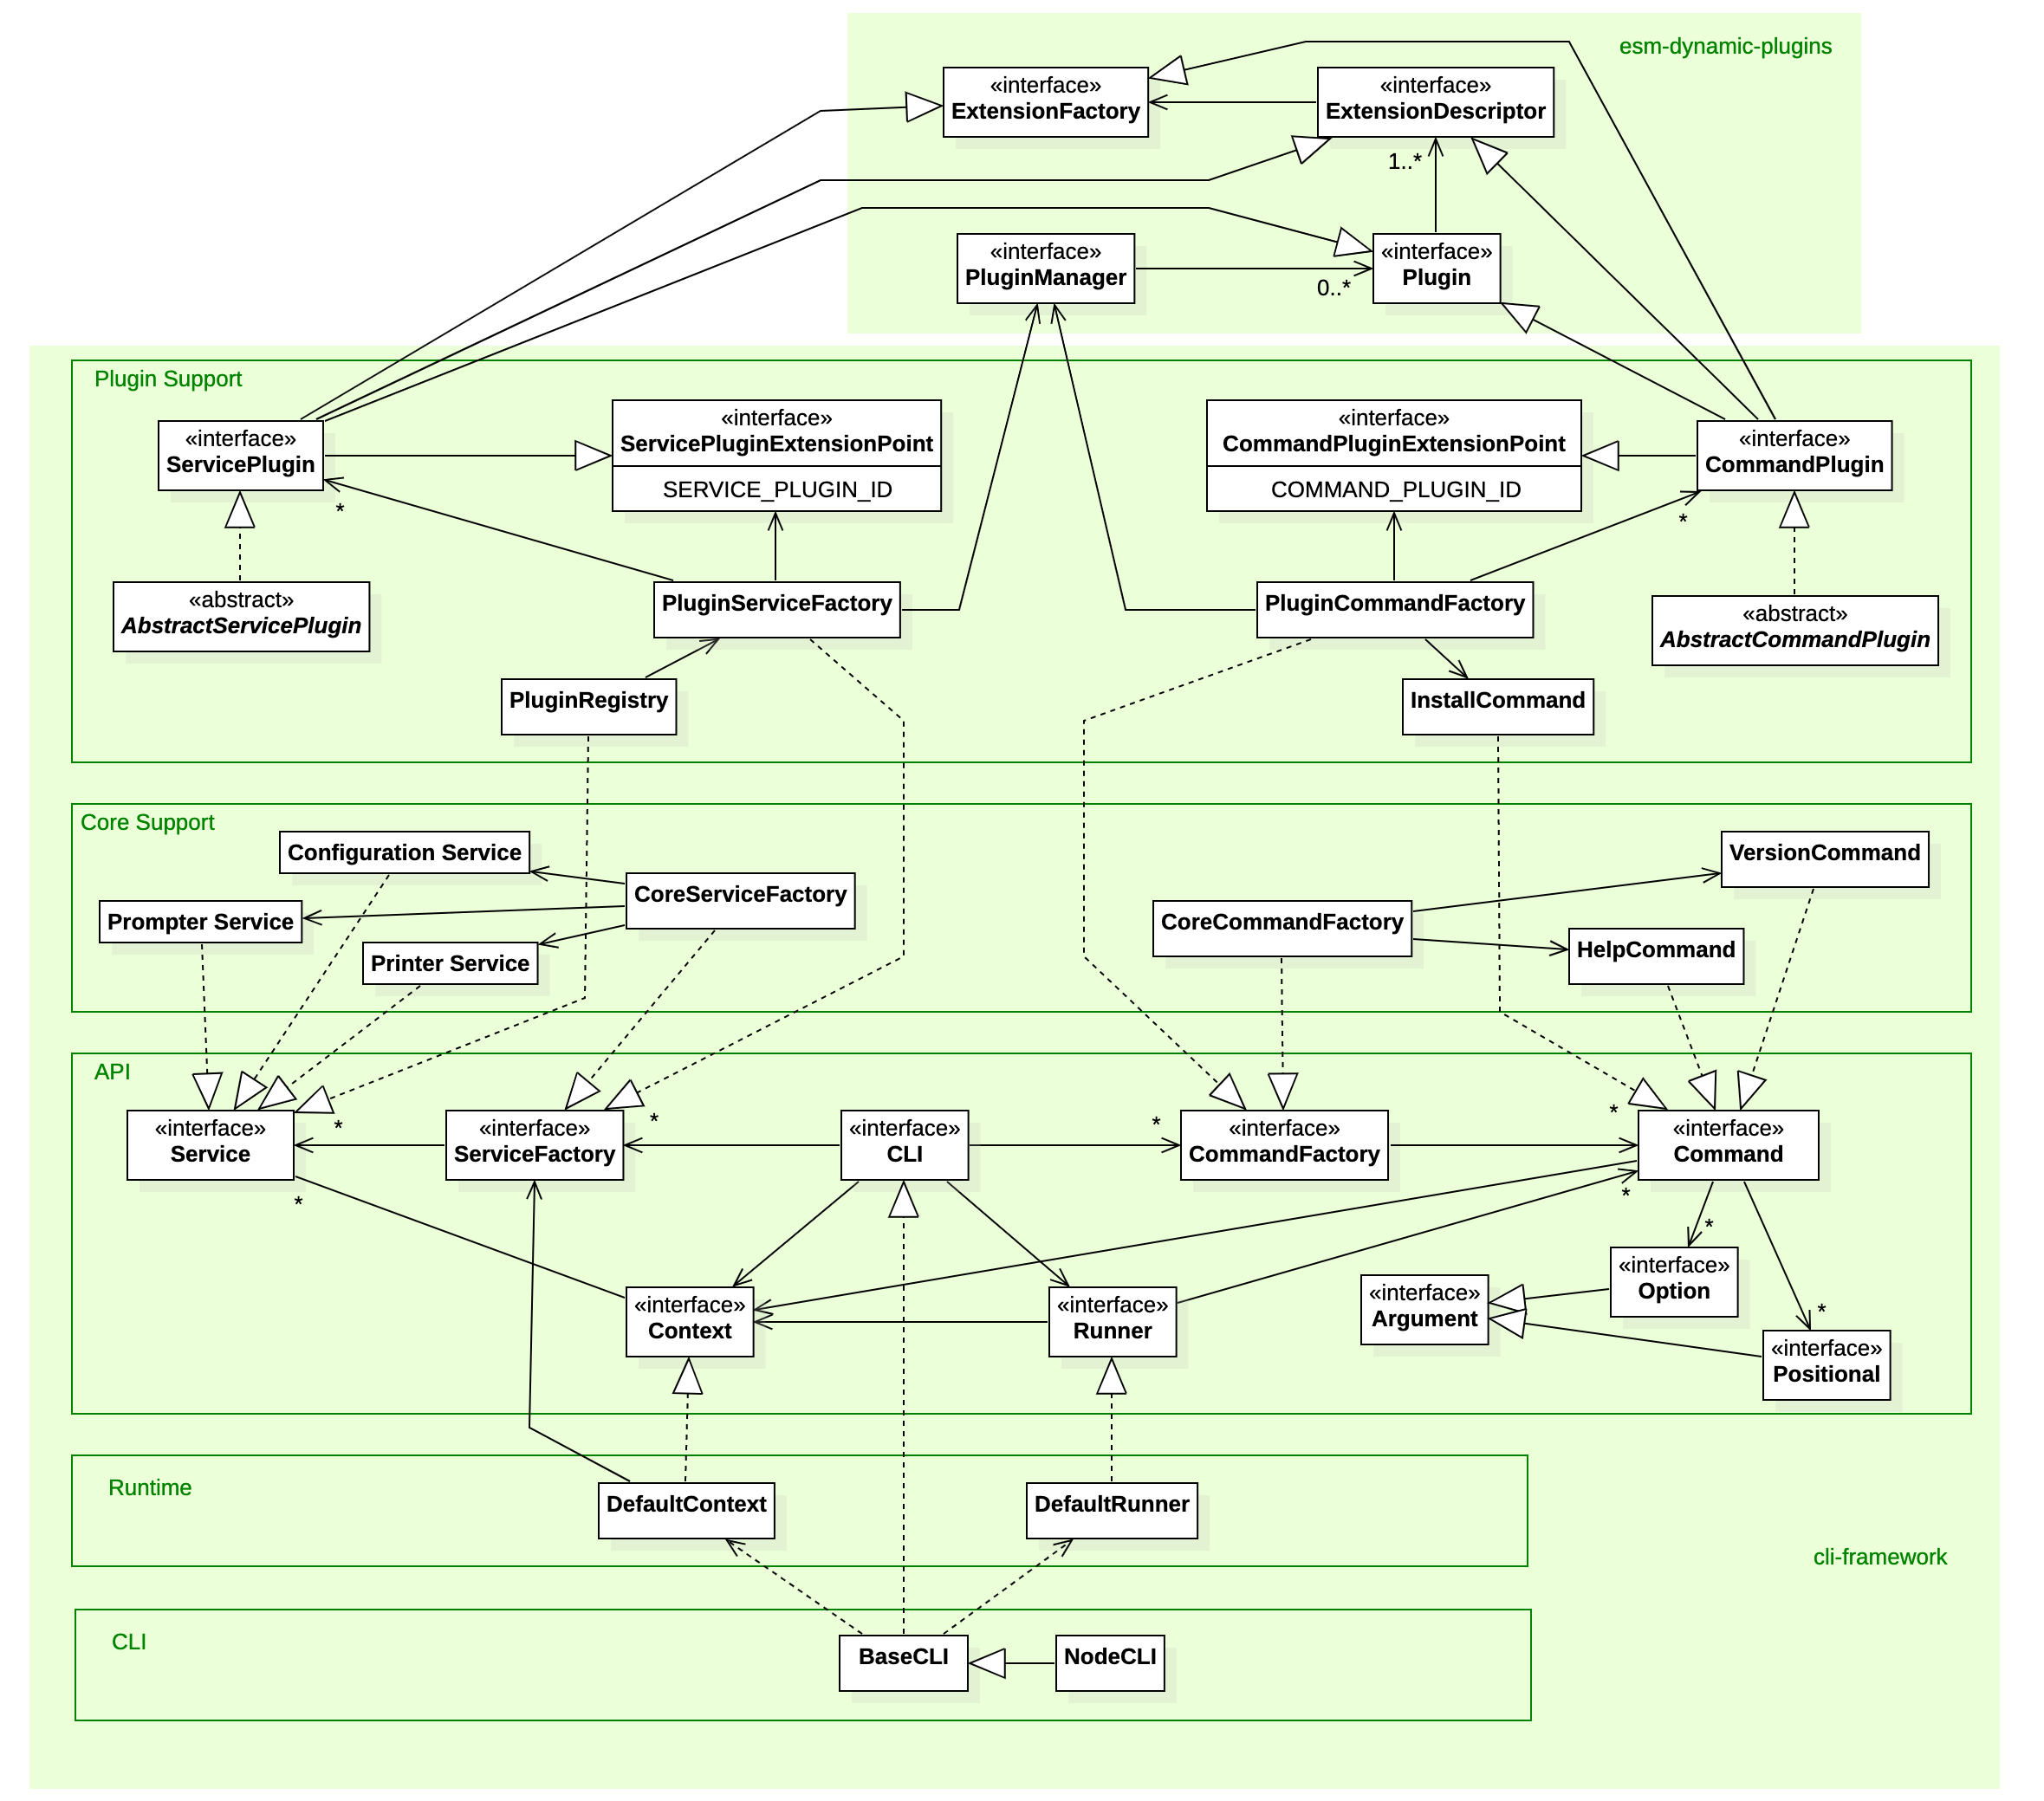 esm-dynamic-plugins
«interface»
ExtensionFactory
«interface»
ExtensionDescriptor
1..*
«interface»
PluginManager
0..*
«interface»
Plugin
Plugin Support
«interface»
ServicePlugin
*
«interface»
ServicePluginExtensionPoint
SERVICE_PLUGIN_ID
«interface»
CommandPluginExtensionPoint
COMMAND_PLUGIN_ID
«interface»
CommandPlugin
*
«abstract»
AbstractServicePlugin
PluginServiceFactory
PluginCommandFactory
«abstract»
AbstractCommandPlugin
PluginRegistry
InstallCommand
Core Support
Configuration Service
CoreServiceFactory
Prompter Service
Printer Service
CoreCommandFactory
VersionCommand
HelpCommand
API
«interface»
Service
*
*
«interface»
ServiceFactory
*
«interface»
CLI
*
«interface»
CommandFactory
*
*
«interface»
Command
*
«interface»
Context
«interface»
Runner
«interface»
Argument
«interface»
Option
*
«interface»
Positional
Runtime
DefaultContext
DefaultRunner
cli-framework
CLI
BaseCLI
NodeCLI